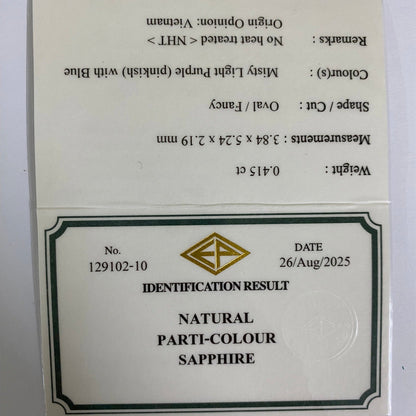 Weight : 0.415 ct
Measurements : 3.84 x 5.24 x 2.19 mm
Shape / Cut : Oval / Fancy
Colour(s) : Misty Light Purple (pinkish) with Blue
Remarks : No heat treated < NHT >
Origin Opinion: Vietnam
No.
129102-10
EP
DATE
26/Aug/2025
IDENTIFICATION RESULT
NATURAL
PARTI-COLOUR
SAPPHIRE